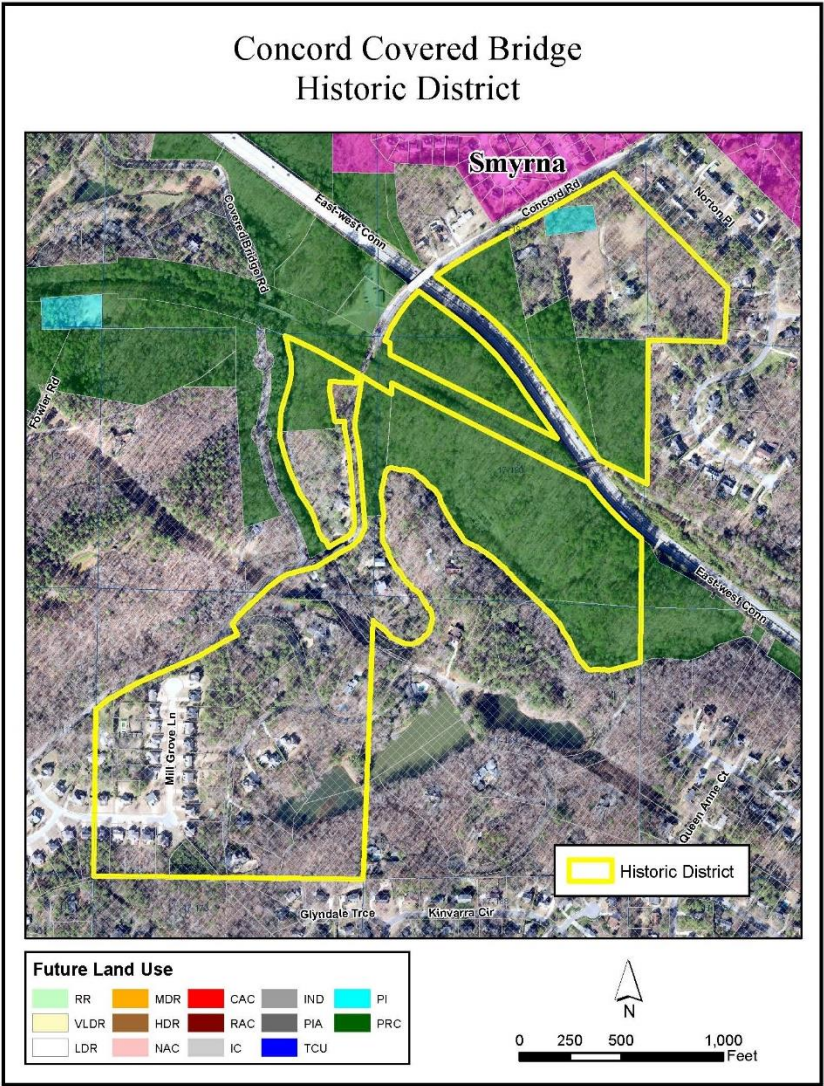 Concord Covered Bridge
Historic District
Smyrna
Concord Rd
Norton Pl
East-west Conn
Covered Bridge Rd
Fowler Rd
East-west Conn
Mill Grove Ln
Queen Anne Ct
Glyndale Trce
Kinvarra Cir
Historic District
Future Land Use
RR MDR CAC IND PI
VLDR HDR RAC PIA PRC
LDR NAC IC TCU
N
0 250 500 1,000
Feet